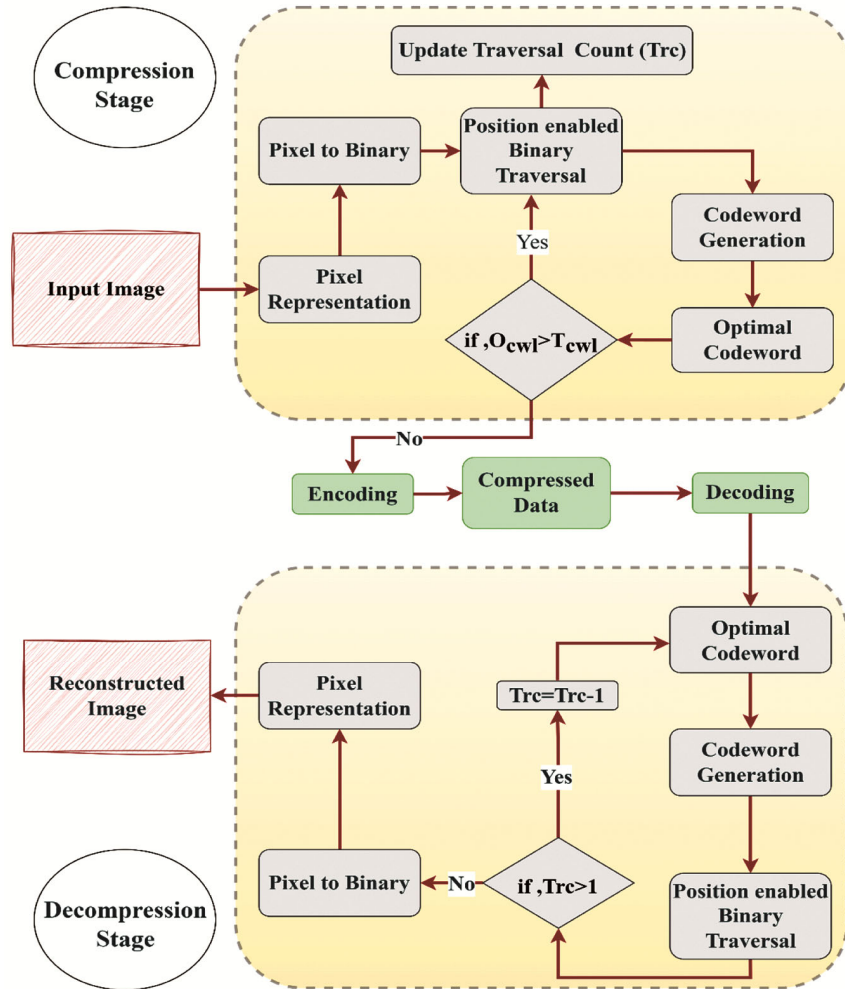 Compression
Stage
Update Traversal Count (Trc)
Pixel to Binary
Position enabled
Binary
Traversal
Codeword
Generation
Yes
Input Image
Pixel
Representation
if ,Ocwl>Tcwl
Optimal
Codeword
No
Encoding
Compressed
Data
Decoding
Optimal
Codeword
Reconstructed
Image
Pixel
Representation
Trc=Trc-1
Codeword
Generation
Yes
Pixel to Binary
No
if ,Trc>1
Position enabled
Binary
Traversal
Decompression
Stage